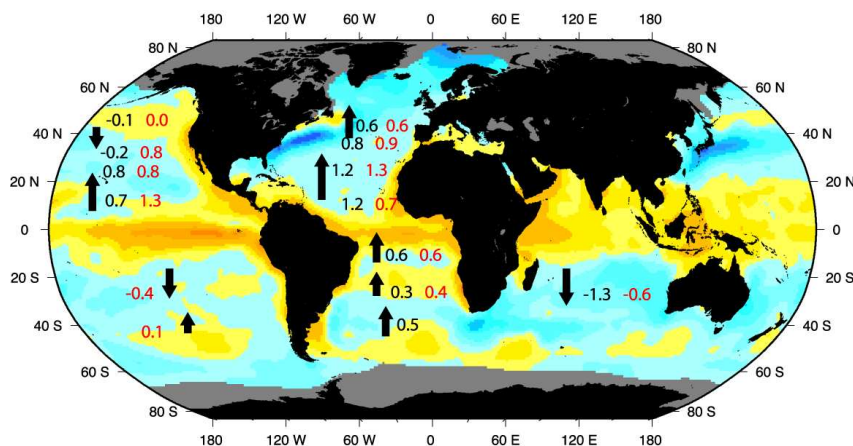 180 120 W 60 W 0 60 E 120 E 180
80 N 80 N
60 N 60 N
-0.1 0.0 0.6 0.6
40 N 40 N
0.8 0.9
-0.2 0.8
0.8 0.8 1.2 1.3
20 N 20 N
0.7 1.3 1.2 0.7
0 0
0.6 0.6
20 S 20 S
-0.4 0.3 0.4 -1.3 -0.6
0.1 0.5
40 S 40 S
60 S 60 S
80 S 80 S
180 120 W 60 W 0 60 E 120 E 180